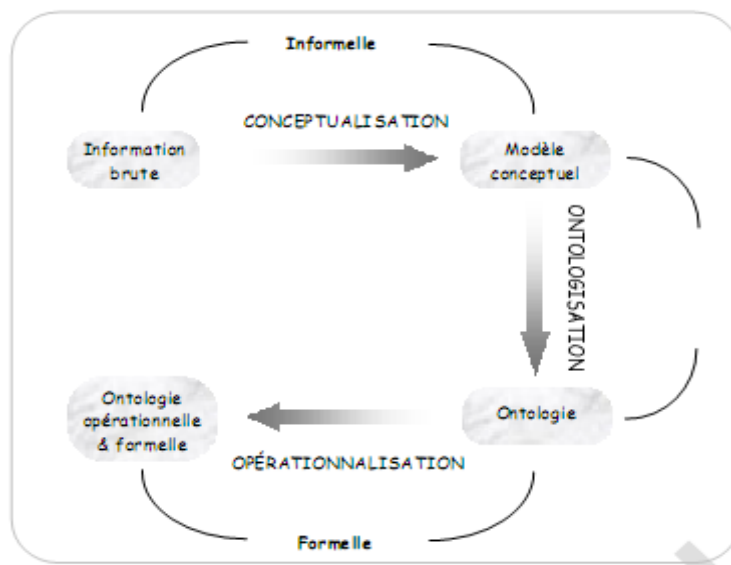 Informelle
CONCEPTUALISATION
Information
brute
Modèle
conceptuel
ONTOLOGISATION
Ontologie
opérationnelle
& formelle
Ontologie
OPÉRATIONNALISATION
Formelle